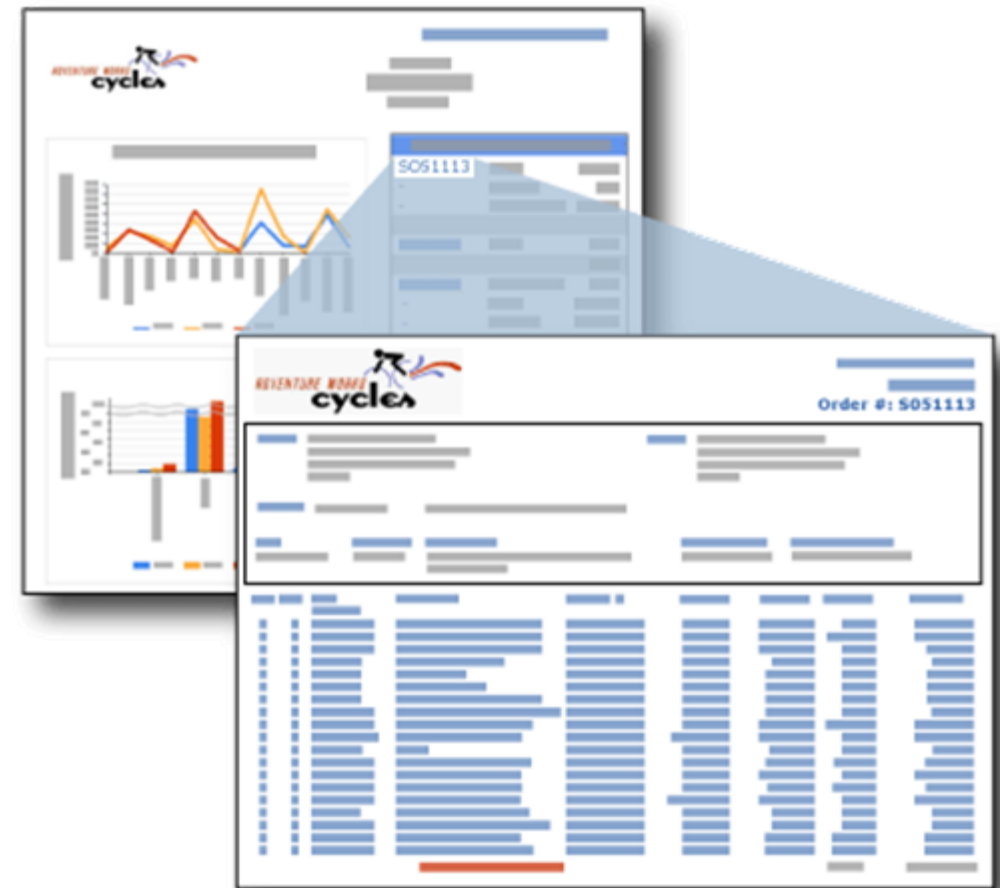 ADVENTURE WORKS
cycles
SO51113
ADVENTURE WORKS
cycles
Order #: SO51113